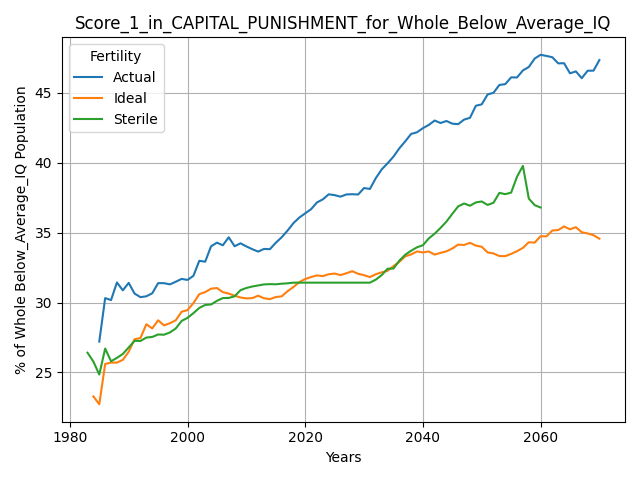 Score_1_in_CAPITAL_PUNISHMENT_for_Whole_Below_Average_IQ
Fertility
Actual
Ideal
Sterile
% of Whole Below_Average_IQ Population
45
40
35
30
25
1980
2000
2020
2040
2060
Years